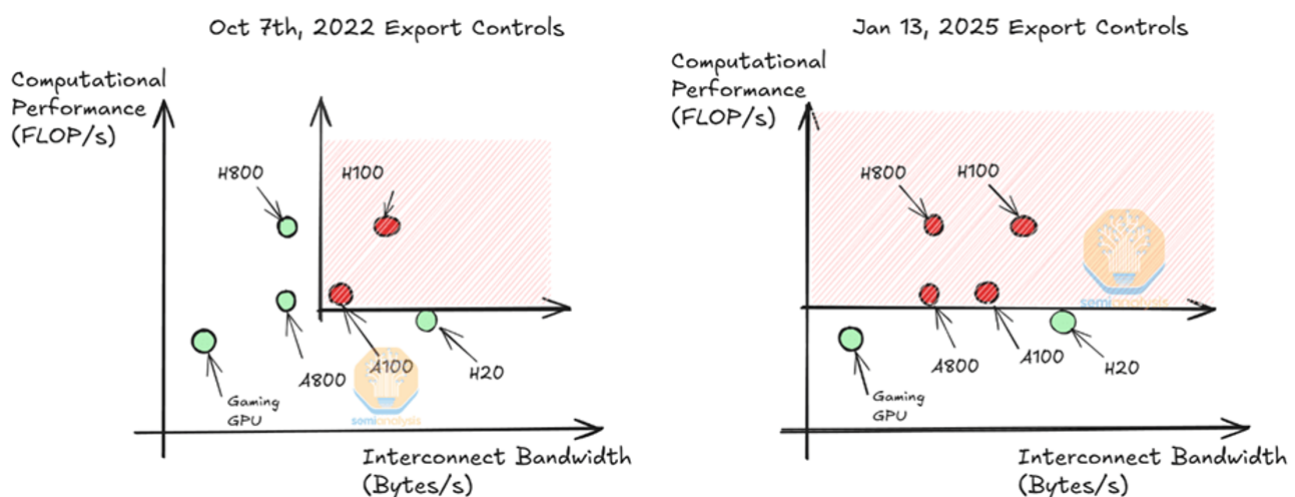 Oct 7th, 2022 Export Controls
Computational
Performance
(FLOP/s)
H800
H100
A800
A100
H20
Gaming
GPU
semianalysis
Interconnect Bandwidth
(Bytes/s)
Jan 13, 2025 Export Controls
Computational
Performance
(FLOP/s)
H800
H100
semianalysis
A800
A100
H20
Gaming
GPU
Interconnect Bandwidth
(Bytes/s)